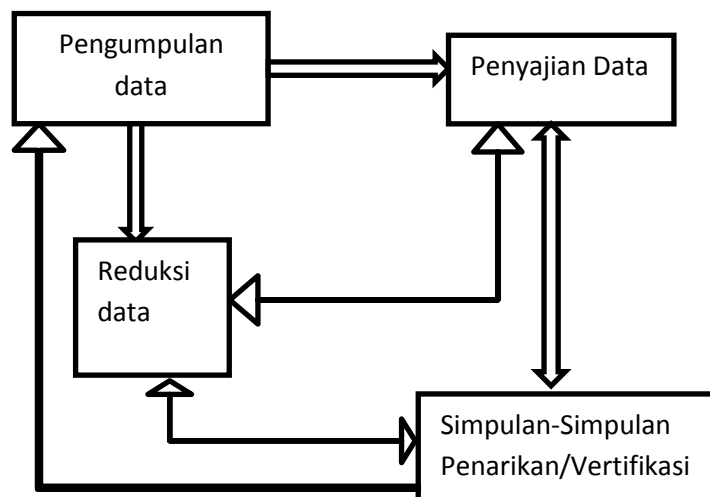 Pengumpulan
data
Penyajian Data
Reduksi
data
Simpulan-Simpulan
Penarikan/Vertifikasi